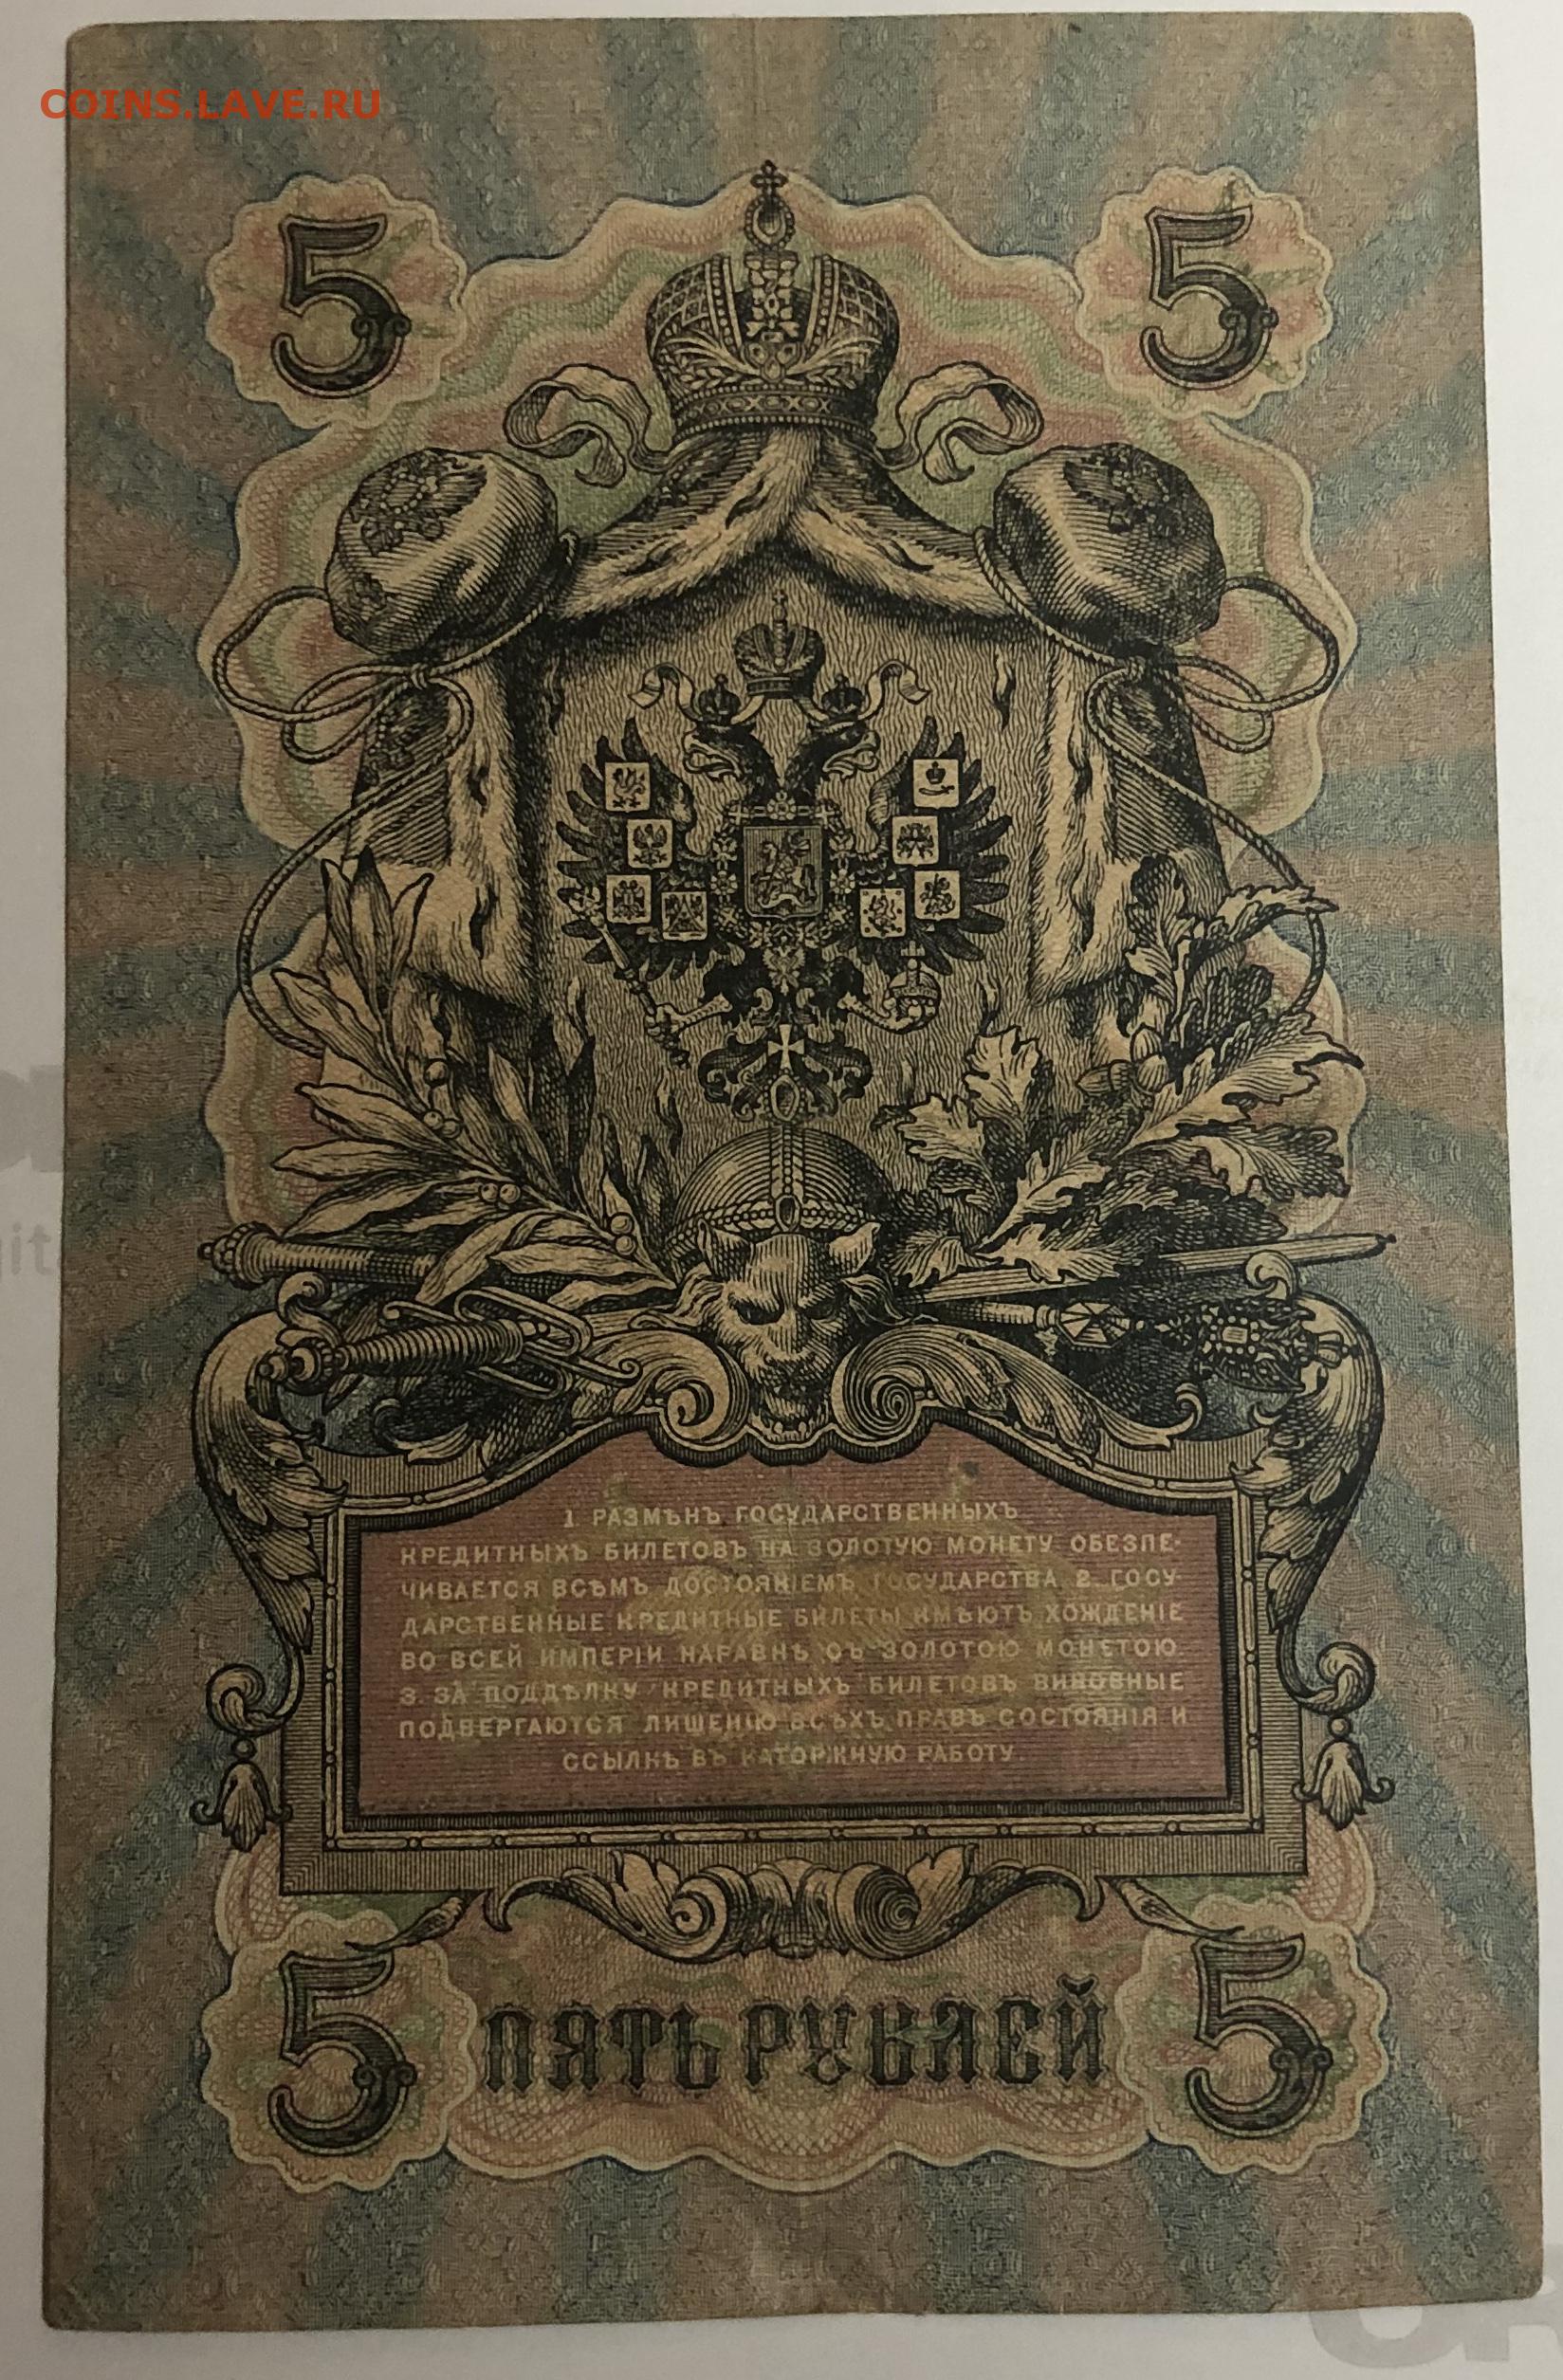 COINS.LAVE.RU
5 5
1. РАЗМѢНЪ ГОСУДАРСТВЕННЫХЪ
КРЕДИТНЫХЪ БИЛЕТОВЪ НА ЗОЛОТУЮ МОНЕТУ ОБЕЗПЕ-
ЧИВАЕТСЯ ВСѢМЪ ДОСТОЯНІЕМЪ ГОСУДАРСТВА. 2. ГОСУ-
ДАРСТВЕННЫЕ КРЕДИТНЫЕ БИЛЕТЫ ИМѢЮТЪ ХОЖДЕНІЕ
ВО ВСЕЙ ИМПЕРІИ НАРАВНѢ СЪ ЗОЛОТОЮ МОНЕТОЮ.
3. ЗА ПОДДѢЛКУ КРЕДИТНЫХЪ БИЛЕТОВЪ ВИНОВНЫЕ
ПОДВЕРГАЮТСЯ ЛИШЕНІЮ ВСѢХЪ ПРАВЪ СОСТОЯНІЯ И
ССЫЛКѢ ВЪ КАТОРЖНУЮ РАБОТУ.
5 ПЯТЬ РУБЛЕЙ 5